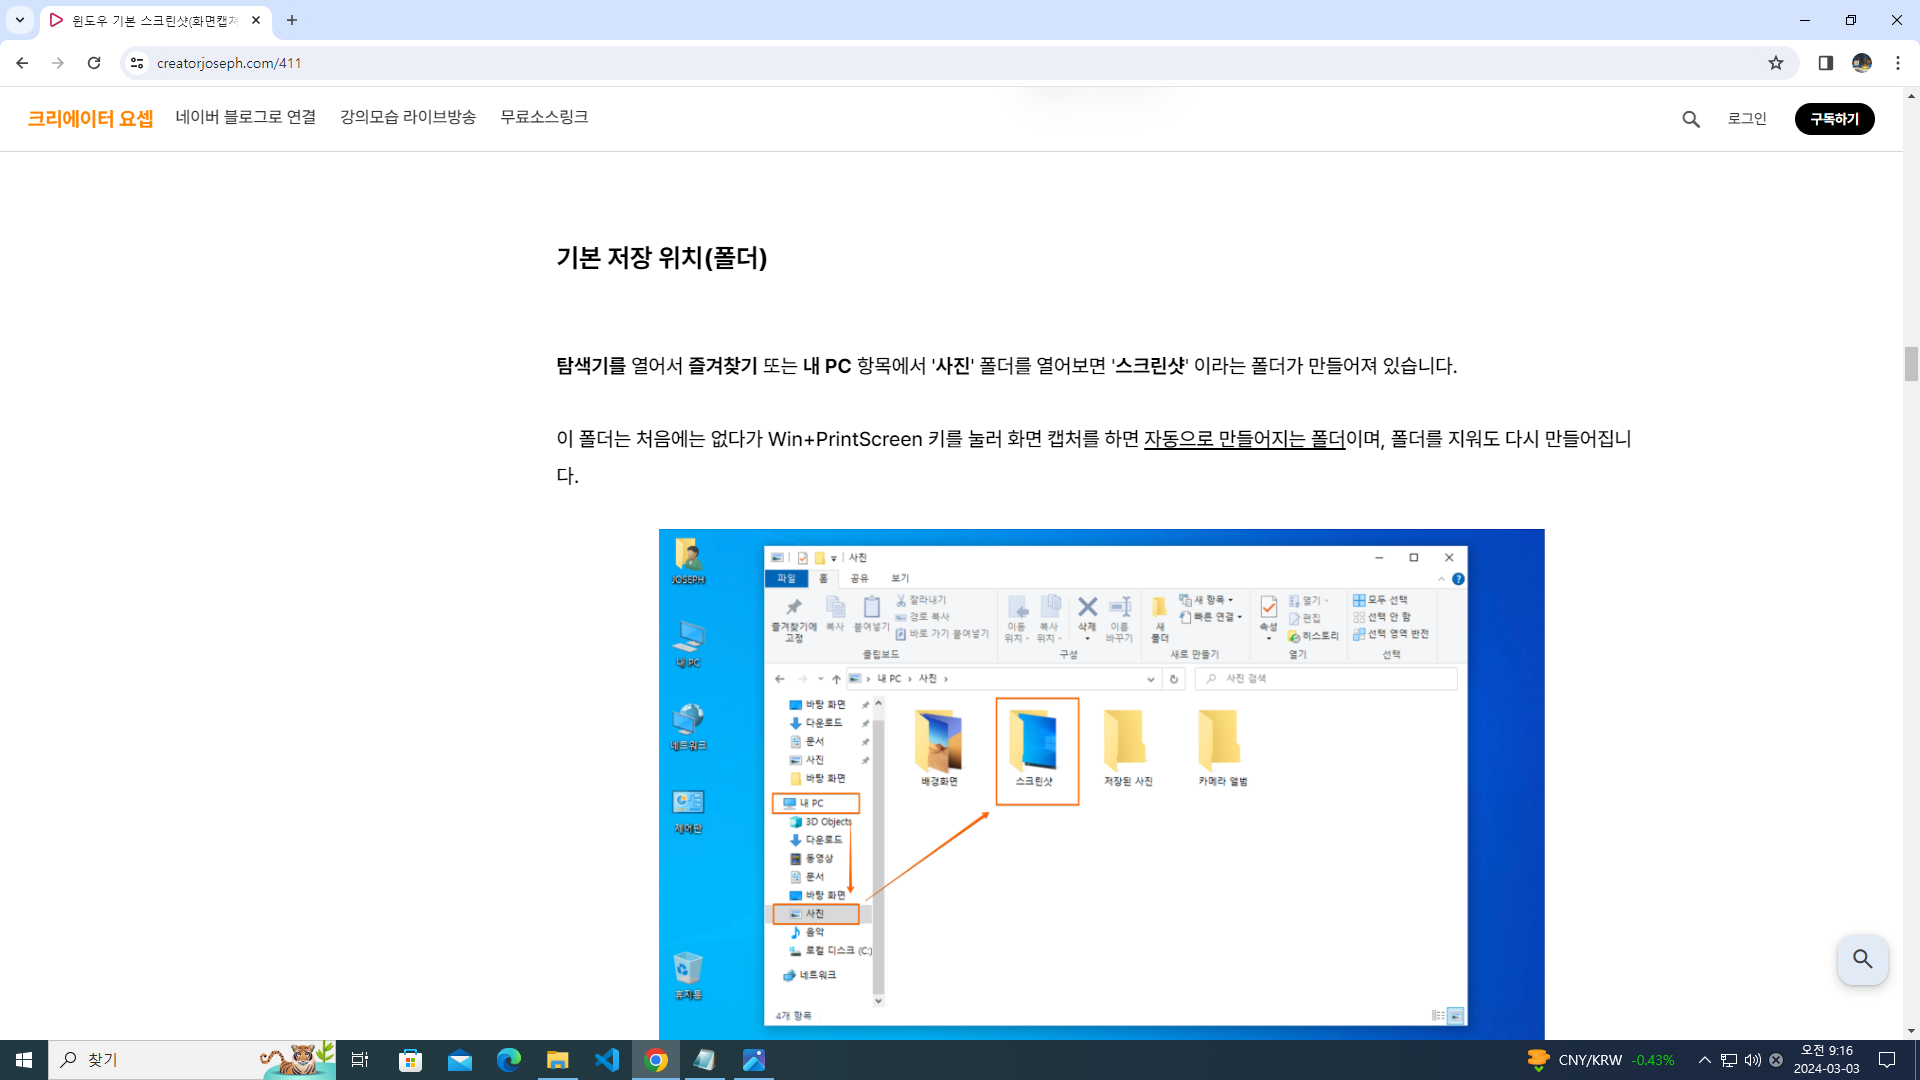 윈도우 기본 스크린샷(화면캡쳐
creatorjoseph.com/411
크리에이터 요셉 네이버 블로그로 연결 강의모습 라이브방송 무료소스링크 로그인 구독하기
기본 저장 위치(폴더)
탐색기를 열어서 즐겨찾기 또는 내 PC 항목에서 '사진' 폴더를 열어보면 '스크린샷' 이라는 폴더가 만들어져 있습니다.
이 폴더는 처음에는 없다가 Win+PrintScreen 키를 눌러 화면 캡처를 하면 자동으로 만들어지는 폴더이며, 폴더를 지워도 다시 만들어집니
다.
JOSEPH
내 PC
네트워크
제어판
휴지통
사진
파일 홈 공유 보기
즐겨찾기에 고정
복사
붙여넣기
잘라내기
경로 복사
바로 가기 붙여넣기
이동 위치
복사 위치
삭제
이름 바꾸기
새 폴더
새 항목
빠른 연결
속성
열기
편집
히스토리
모두 선택
선택 안 함
선택 영역 반전
클립보드 구성 새로 만들기 열기 선택
내 PC 사진
사진 검색
바탕 화면
다운로드
문서
사진
바탕 화면
내 PC
3D Objects
다운로드
동영상
문서
바탕 화면
사진
음악
로컬 디스크 (C:)
네트워크
배경화면 스크린샷 저장된 사진 카메라 앨범
4개 항목
찾기
CNY/KRW -0.43%
오전 9:16
2024-03-03